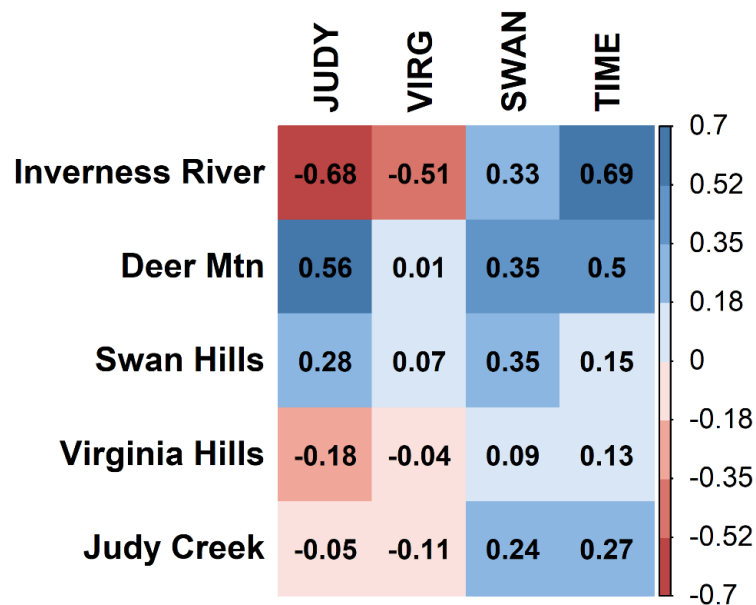 JUDY VIRG SWAN TIME
Inverness River -0.68 -0.51 0.33 0.69
Deer Mtn 0.56 0.01 0.35 0.5
Swan Hills 0.28 0.07 0.35 0.15
Virginia Hills -0.18 -0.04 0.09 0.13
Judy Creek -0.05 -0.11 0.24 0.27
0.7
0.52
0.35
0.18
0
-0.18
-0.35
-0.52
-0.7